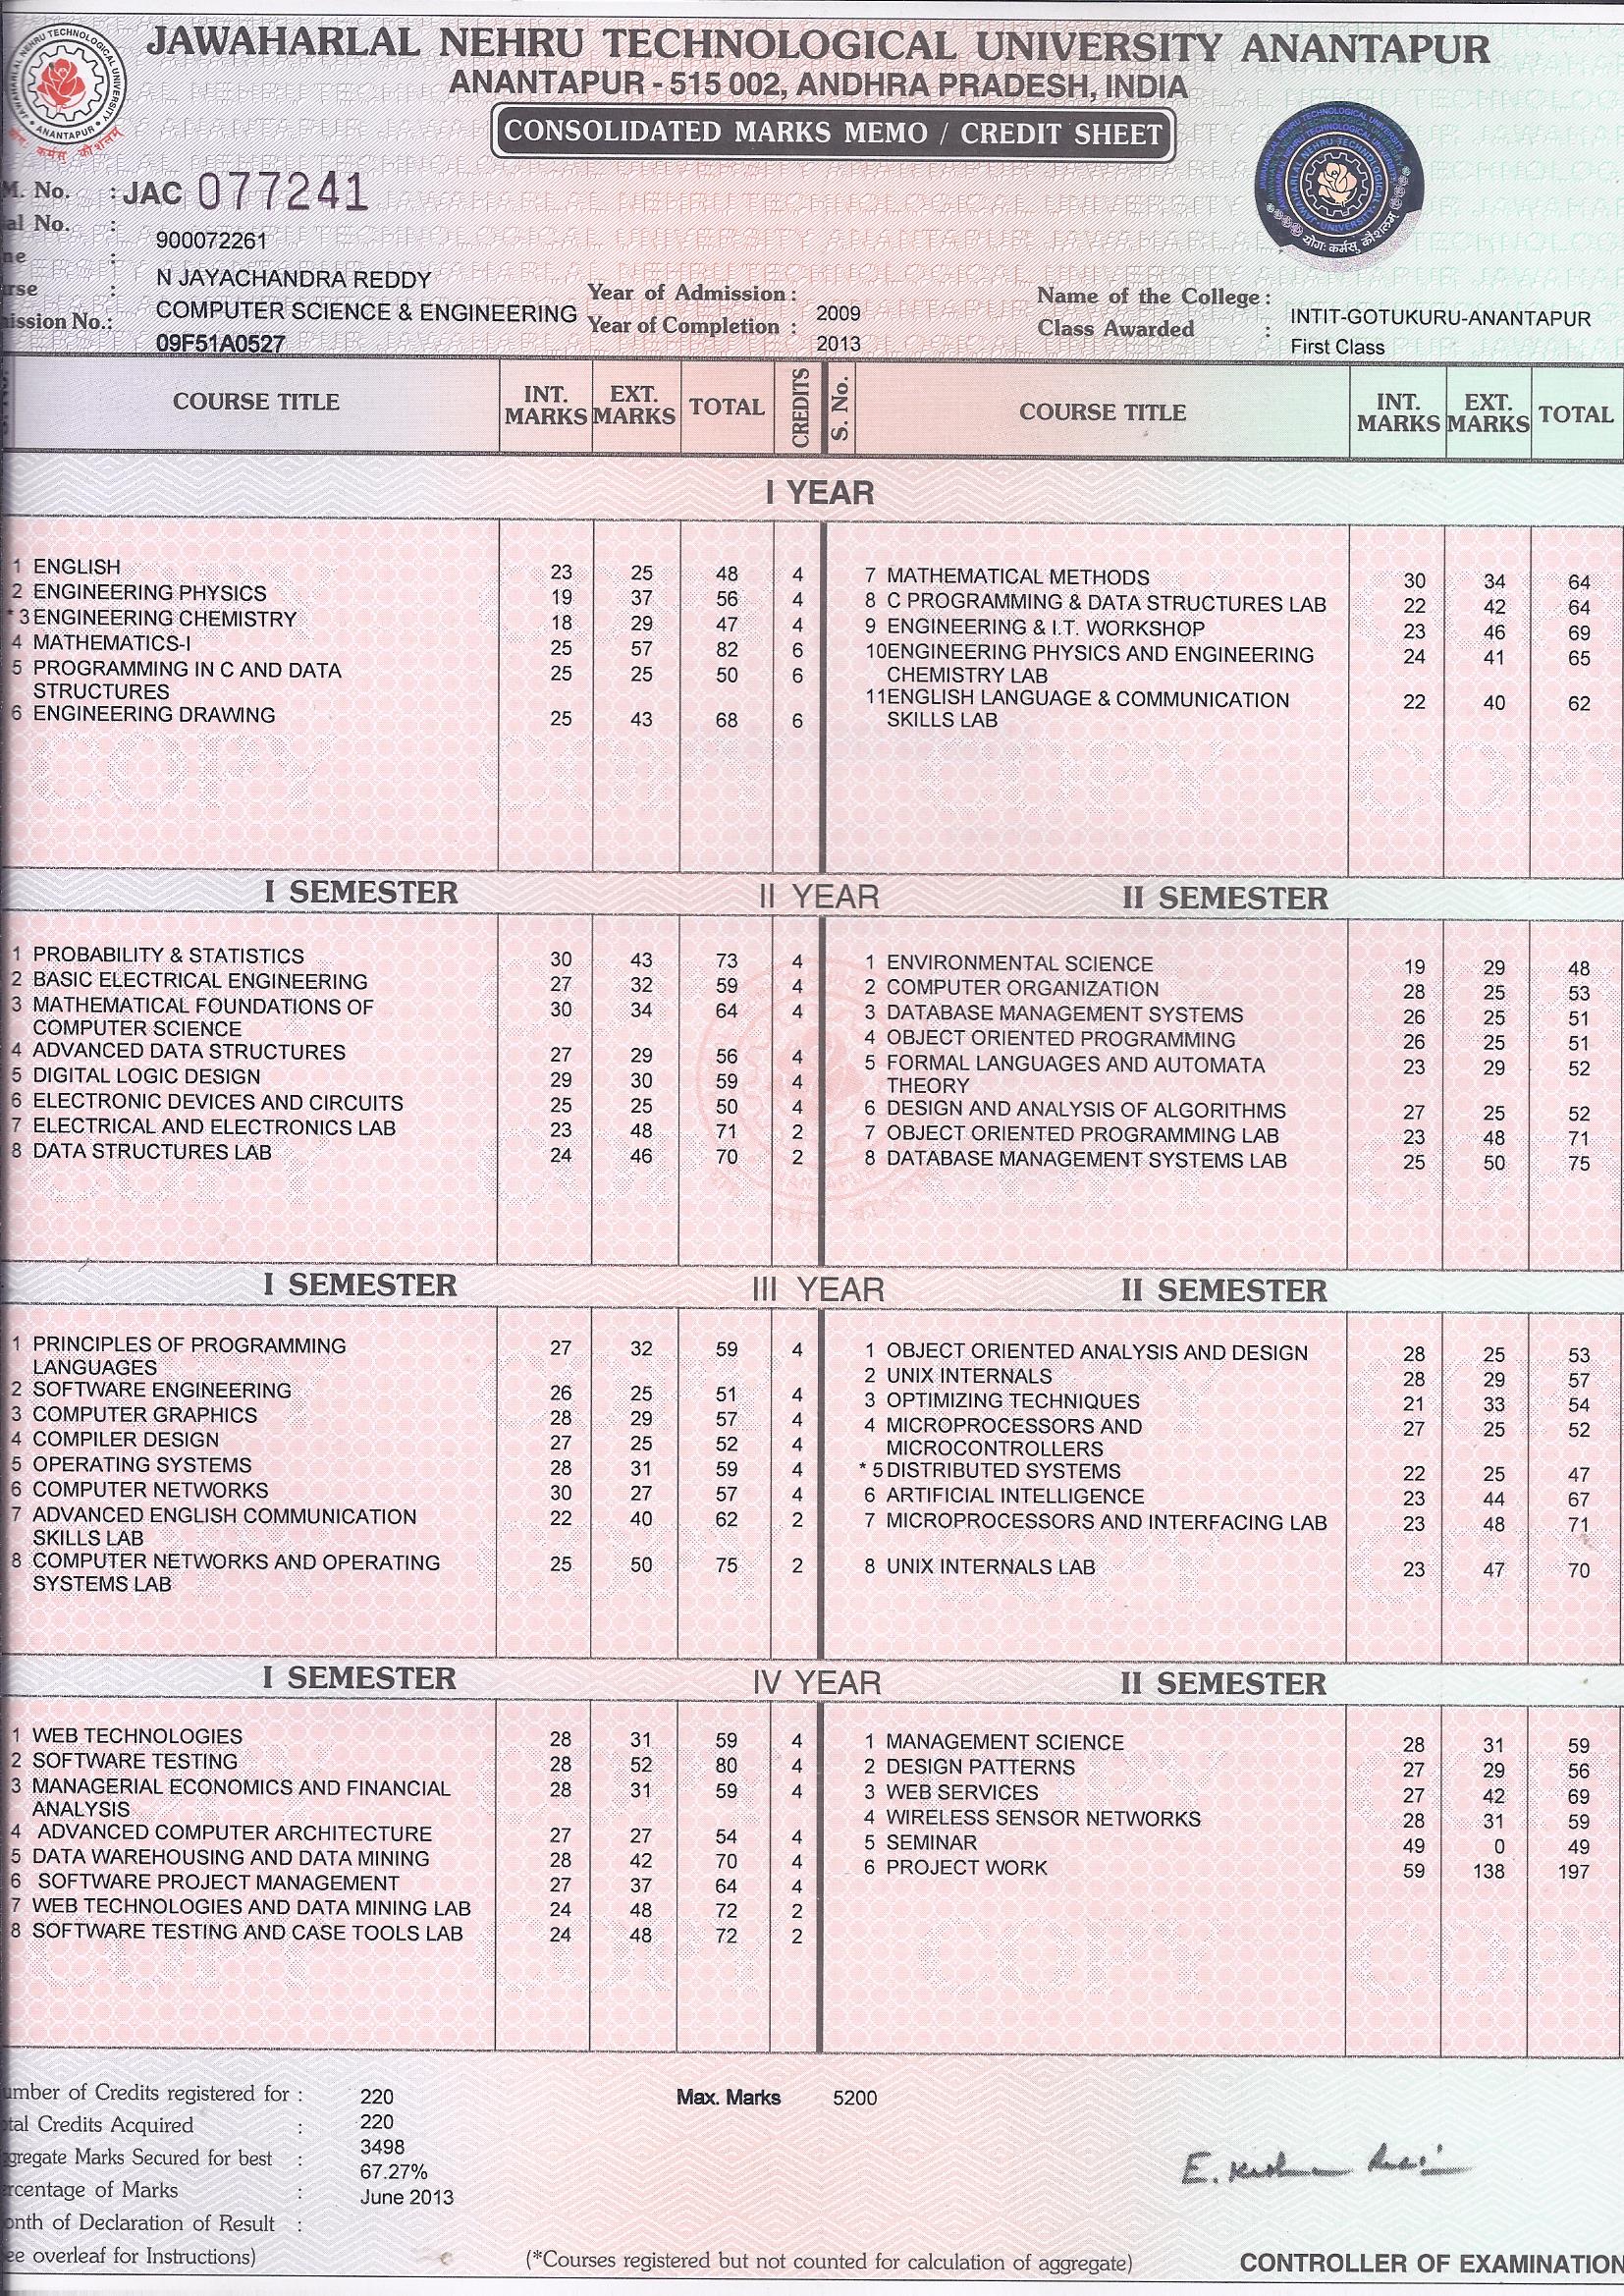 JAWAHARLAL NEHRU TECHNOLOGICAL UNIVERSITY ANANTAPUR
ANANTAPUR - 515 002, ANDHRA PRADESH, INDIA
CONSOLIDATED MARKS MEMO / CREDIT SHEET
M. No. : JAC 077241
al No. : 900072261
ne : N JAYACHANDRA REDDY
rse : COMPUTER SCIENCE & ENGINEERING
ission No.: 09F51A0527
Year of Admission : 2009
Year of Completion : 2013
Name of the College : INTIT-GOTUKURU-ANANTAPUR
Class Awarded : First Class
COURSE TITLE INT. MARKS EXT. MARKS TOTAL CREDITS S. No. COURSE TITLE INT. MARKS EXT. MARKS TOTAL
I YEAR
1 ENGLISH 23 25 48 4
2 ENGINEERING PHYSICS 19 37 56 4
* 3 ENGINEERING CHEMISTRY 18 29 47 4
4 MATHEMATICS-I 25 57 82 6
5 PROGRAMMING IN C AND DATA 25 25 50 6
STRUCTURES
6 ENGINEERING DRAWING 25 43 68 6
7 MATHEMATICAL METHODS 30 34 64
8 C PROGRAMMING & DATA STRUCTURES LAB 22 42 64
9 ENGINEERING & I.T. WORKSHOP 23 46 69
10 ENGINEERING PHYSICS AND ENGINEERING 24 41 65
CHEMISTRY LAB
11 ENGLISH LANGUAGE & COMMUNICATION 22 40 62
SKILLS LAB
I SEMESTER II YEAR II SEMESTER
1 PROBABILITY & STATISTICS 30 43 73 4
2 BASIC ELECTRICAL ENGINEERING 27 32 59 4
3 MATHEMATICAL FOUNDATIONS OF 30 34 64 4
COMPUTER SCIENCE
4 ADVANCED DATA STRUCTURES 27 29 56 4
5 DIGITAL LOGIC DESIGN 29 30 59 4
6 ELECTRONIC DEVICES AND CIRCUITS 25 25 50 4
7 ELECTRICAL AND ELECTRONICS LAB 23 48 71 2
8 DATA STRUCTURES LAB 24 46 70 2
1 ENVIRONMENTAL SCIENCE 19 29 48
2 COMPUTER ORGANIZATION 28 25 53
3 DATABASE MANAGEMENT SYSTEMS 26 25 51
4 OBJECT ORIENTED PROGRAMMING 26 25 51
5 FORMAL LANGUAGES AND AUTOMATA 23 29 52
THEORY
6 DESIGN AND ANALYSIS OF ALGORITHMS 27 25 52
7 OBJECT ORIENTED PROGRAMMING LAB 23 48 71
8 DATABASE MANAGEMENT SYSTEMS LAB 25 50 75
I SEMESTER III YEAR II SEMESTER
1 PRINCIPLES OF PROGRAMMING 27 32 59 4
LANGUAGES
2 SOFTWARE ENGINEERING 26 25 51 4
3 COMPUTER GRAPHICS 28 29 57 4
4 COMPILER DESIGN 27 25 52 4
5 OPERATING SYSTEMS 28 31 59 4
6 COMPUTER NETWORKS 30 27 57 4
7 ADVANCED ENGLISH COMMUNICATION 22 40 62 2
SKILLS LAB
8 COMPUTER NETWORKS AND OPERATING 25 50 75 2
SYSTEMS LAB
1 OBJECT ORIENTED ANALYSIS AND DESIGN 28 25 53
2 UNIX INTERNALS 28 29 57
3 OPTIMIZING TECHNIQUES 21 33 54
4 MICROPROCESSORS AND 27 25 52
MICROCONTROLLERS
* 5 DISTRIBUTED SYSTEMS 22 25 47
6 ARTIFICIAL INTELLIGENCE 23 44 67
7 MICROPROCESSORS AND INTERFACING LAB 23 48 71
8 UNIX INTERNALS LAB 23 47 70
I SEMESTER IV YEAR II SEMESTER
1 WEB TECHNOLOGIES 28 31 59 4
2 SOFTWARE TESTING 28 52 80 4
3 MANAGERIAL ECONOMICS AND FINANCIAL 28 31 59 4
ANALYSIS
4 ADVANCED COMPUTER ARCHITECTURE 27 27 54 4
5 DATA WAREHOUSING AND DATA MINING 28 42 70 4
6 SOFTWARE PROJECT MANAGEMENT 27 37 64 4
7 WEB TECHNOLOGIES AND DATA MINING LAB 24 48 72 2
8 SOFTWARE TESTING AND CASE TOOLS LAB 24 48 72 2
1 MANAGEMENT SCIENCE 28 31 59
2 DESIGN PATTERNS 27 29 56
3 WEB SERVICES 27 42 69
4 WIRELESS SENSOR NETWORKS 28 31 59
5 SEMINAR 49 0 49
6 PROJECT WORK 59 138 197
umber of Credits registered for : 220 Max. Marks 5200
tal Credits Acquired : 220
gregate Marks Secured for best : 3498
rcentage of Marks : 67.27%
onth of Declaration of Result : June 2013
ee overleaf for Instructions)
(*Courses registered but not counted for calculation of aggregate)
CONTROLLER OF EXAMINATION